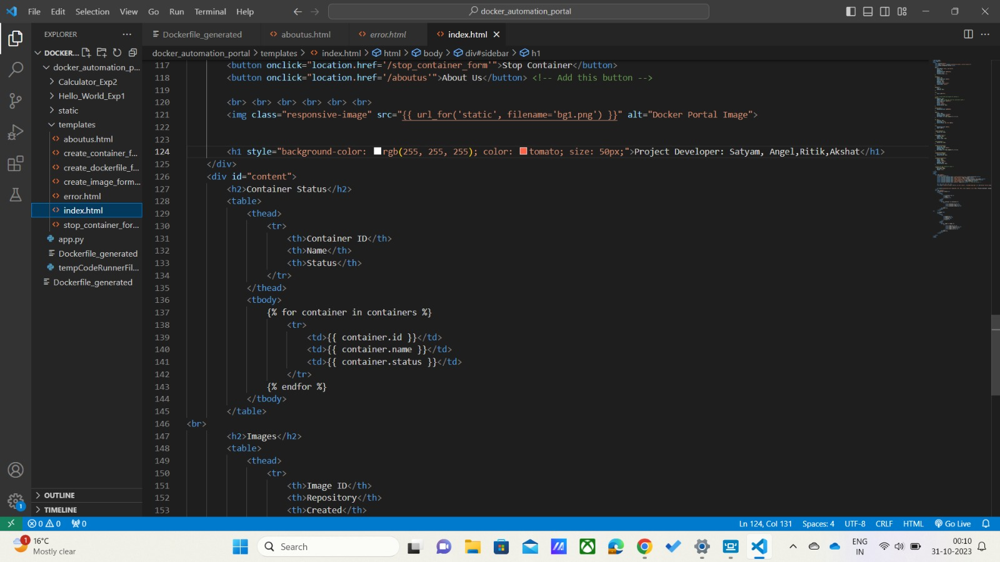 File Edit Selection View Go Run Terminal Help
docker_automation_portal
EXPLORER
DOCKER...
docker_automation_p...
Calculator_Exp2
Hello_World_Exp1
static
templates
aboutus.html
create_container_f...
create_dockerfile_f...
create_image_form...
error.html
index.html
stop_container_for...
app.py
Dockerfile_generated
tempCodeRunnerFil...
Dockerfile_generated
OUTLINE
TIMELINE
Dockerfile_generated aboutus.html error.html index.html
docker_automation_portal > templates > index.html > html > body > div#sidebar > h1
117 <button onclick="location.href='/stop_container_form'">Stop Container</button>
118 <button onclick="location.href='/aboutus'">About Us</button> <!-- Add this button -->
119
120 <br> <br> <br> <br> <br> <br>
121 <img class="responsive-image" src="{{ url_for('static', filename='bg1.png') }}" alt="Docker Portal Image">
122
123
124 <h1 style="background-color: rgb(255, 255, 255); color: tomato; size: 50px;">Project Developer: Satyam, Angel,Ritik,Akshat</h1>
125 </div>
126 <div id="content">
127 <h2>Container Status</h2>
128 <table>
129 <thead>
130 <tr>
131 <th>Container ID</th>
132 <th>Name</th>
133 <th>Status</th>
134 </tr>
135 </thead>
136 <tbody>
137 {% for container in containers %}
138 <tr>
139 <td>{{ container.id }}</td>
140 <td>{{ container.name }}</td>
141 <td>{{ container.status }}</td>
142 </tr>
143 {% endfor %}
144 </tbody>
145 </table>
146 <br>
147 <h2>Images</h2>
148 <table>
149 <thead>
150 <tr>
151 <th>Image ID</th>
152 <th>Repository</th>
153 <th>Created</th>
1
0 0 0 Ln 124, Col 131 Spaces: 4 UTF-8 CRLF HTML Go Live
1 16°C
Mostly clear
Search
ENG
IN
00:10
31-10-2023